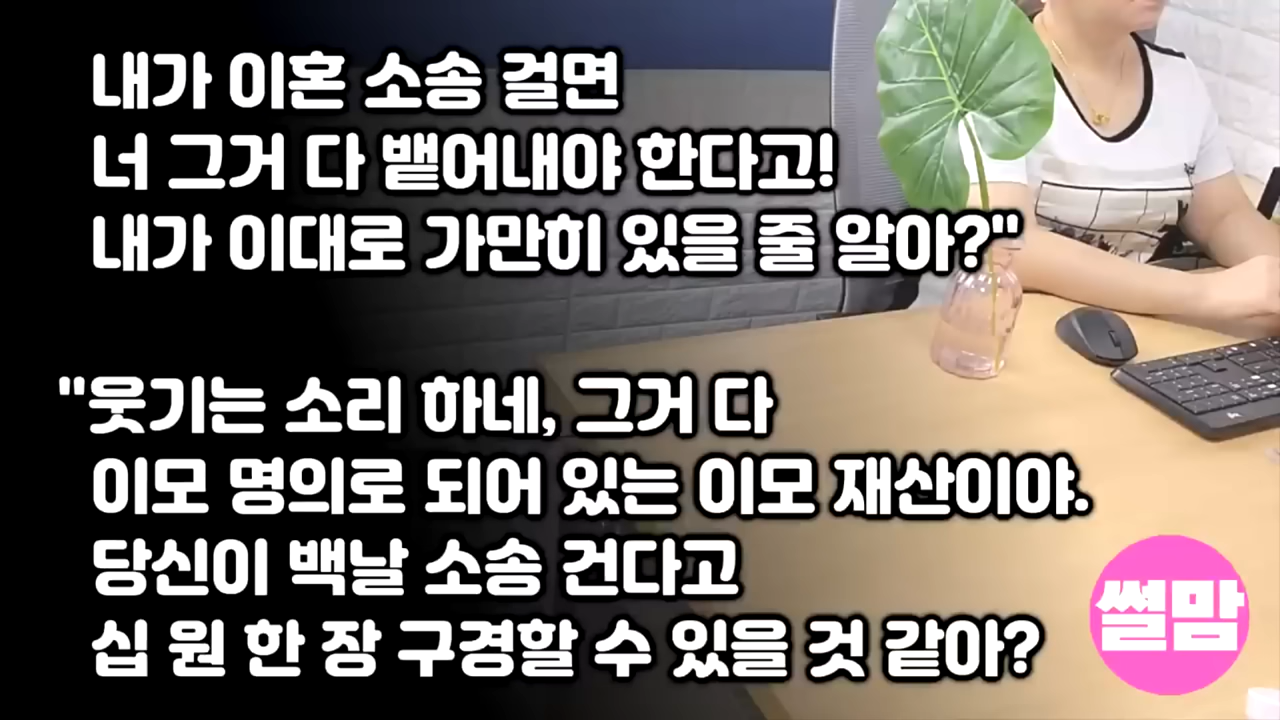 내가 이혼 소송 걸면
너 그거 다 뱉어내야 한다고!
내가 이대로 가만히 있을 줄 알아?"
"웃기는 소리 하네, 그거 다
이모 명의로 되어 있는 이모 재산이야.
당신이 백날 소송 건다고
십 원 한 장 구경할 수 있을 것 같아?
썰맘